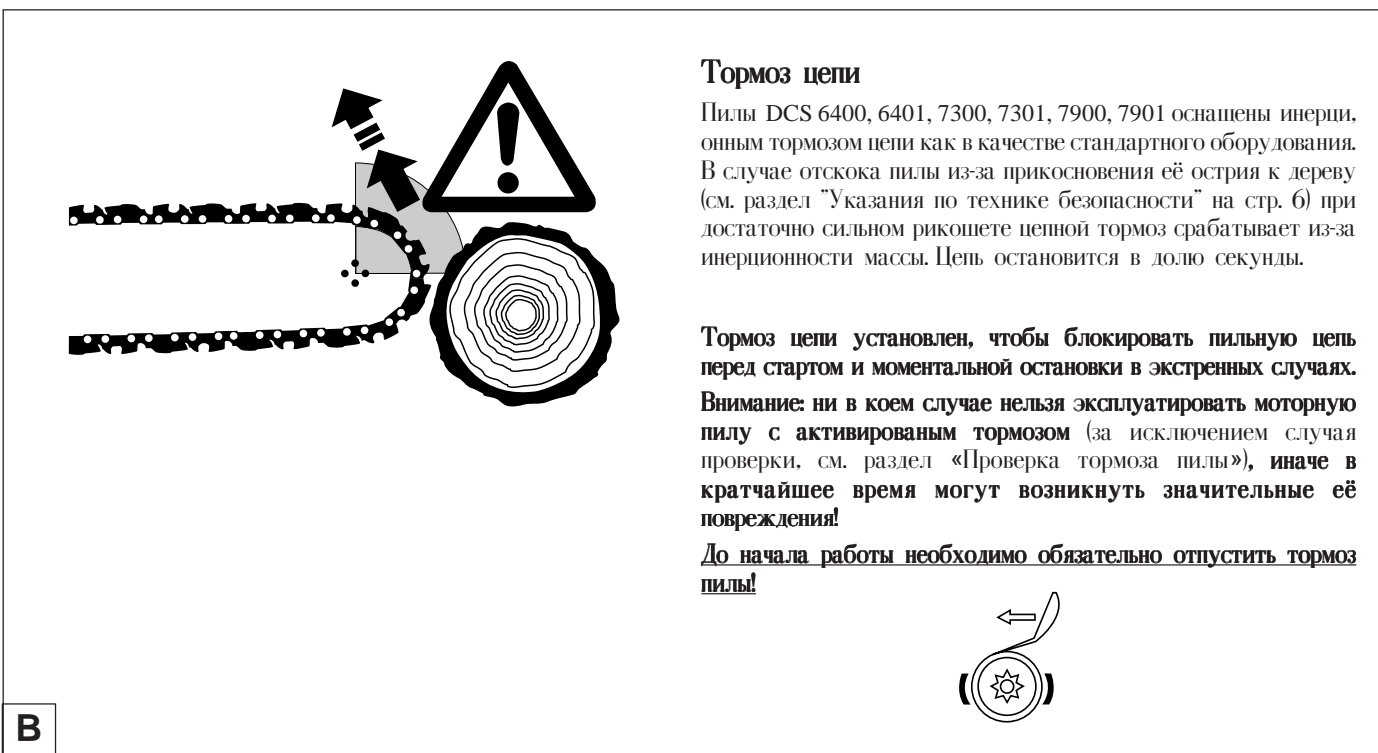 Тормоз цепи
Пилы DCS 6400, 6401, 7300, 7301, 7900, 7901 оснащены инерци,
онным тормозом цепи как в качестве стандартного оборудования.
В случае отскока пилы из-за прикосновения её острия к дереву
(см. раздел "Указания по технике безопасности" на стр. 6) при
достаточно сильном рикошете цепной тормоз срабатывает из-за
инерционности массы. Цепь остановится в долю секунды.
Тормоз цепи установлен, чтобы блокировать пильную цепь
перед стартом и моментальной остановки в экстренных случаях.
Внимание: ни в коем случае нельзя эксплуатировать моторную
пилу с активированым тормозом (за исключением случая
проверки, см. раздел «Проверка тормоза пилы»), иначе в
кратчайшее время могут возникнуть значительные её
повреждения!
До начала работы необходимо обязательно отпустить тормоз
пилы!
B